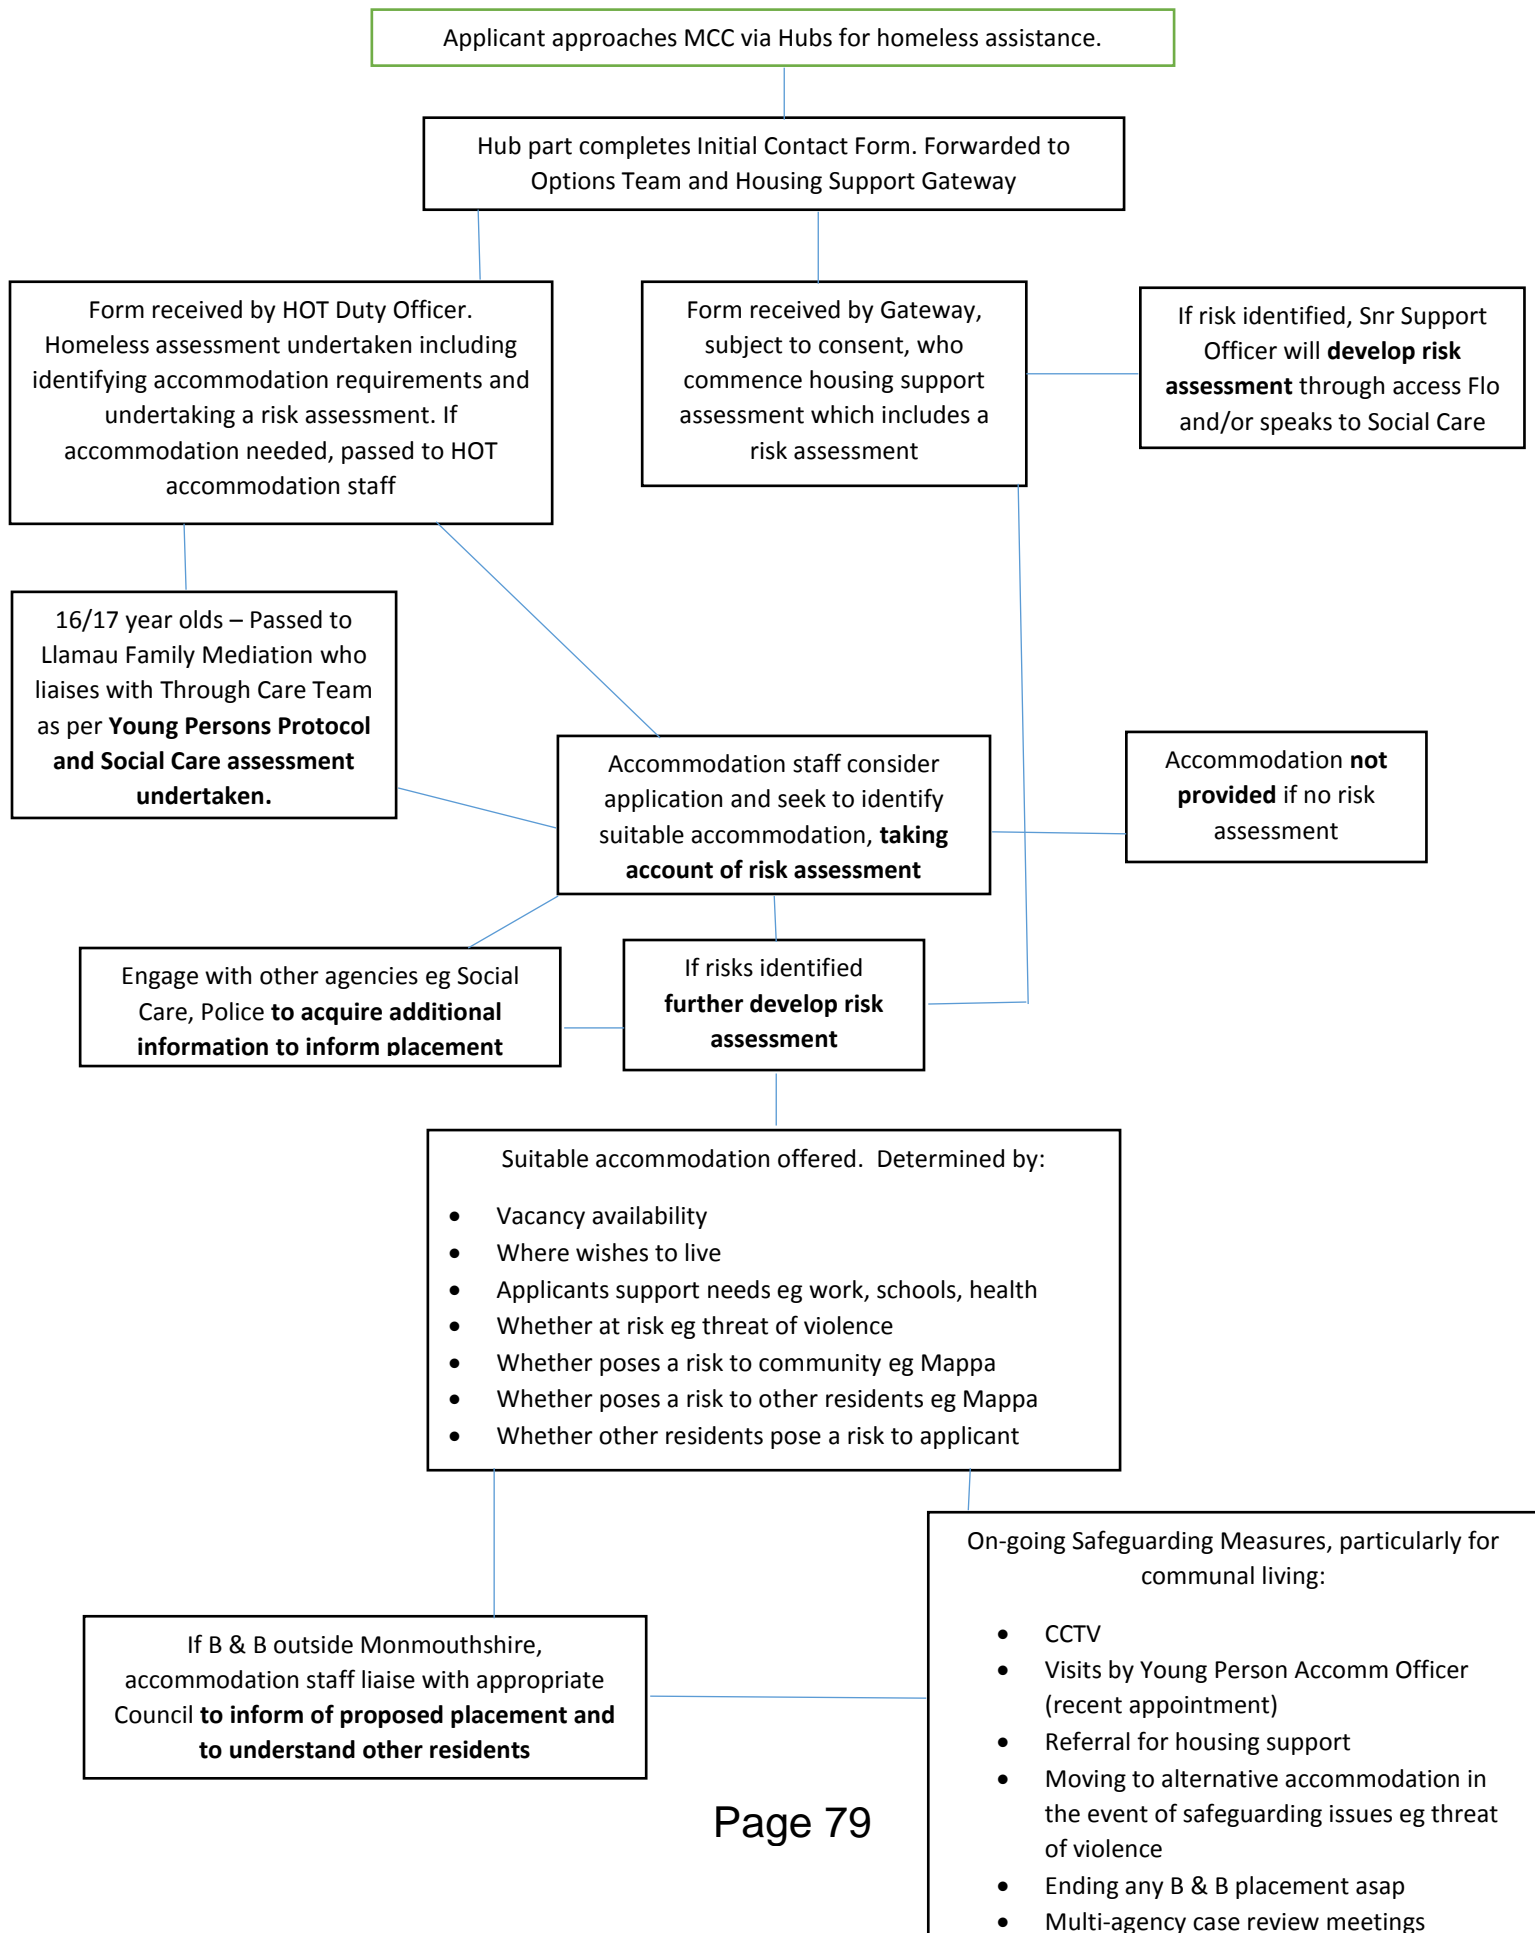 Applicant approaches MCC via Hubs for homeless assistance.
Hub part completes Initial Contact Form. Forwarded to
Options Team and Housing Support Gateway
Form received by HOT Duty Officer.
Homeless assessment undertaken including
identifying accommodation requirements and
undertaking a risk assessment. If
accommodation needed, passed to HOT
accommodation staff
Form received by Gateway,
subject to consent, who
commence housing support
assessment which includes a
risk assessment
If risk identified, Snr Support
Officer will develop risk
assessment through access Flo
and/or speaks to Social Care
16/17 year olds – Passed to
Llamau Family Mediation who
liaises with Through Care Team
as per Young Persons Protocol
and Social Care assessment
undertaken.
Accommodation staff consider
application and seek to identify
suitable accommodation, taking
account of risk assessment
Accommodation not
provided if no risk
assessment
Engage with other agencies eg Social
Care, Police to acquire additional
information to inform placement
If risks identified
further develop risk
assessment
Suitable accommodation offered.  Determined by:
• Vacancy availability
• Where wishes to live
• Applicants support needs eg work, schools, health
• Whether at risk eg threat of violence
• Whether poses a risk to community eg Mappa
• Whether poses a risk to other residents eg Mappa
• Whether other residents pose a risk to applicant
If B & B outside Monmouthshire,
accommodation staff liaise with appropriate
Council to inform of proposed placement and
to understand other residents
On-going Safeguarding Measures, particularly for
communal living:
• CCTV
• Visits by Young Person Accomm Officer
(recent appointment)
• Referral for housing support
• Moving to alternative accommodation in
the event of safeguarding issues eg threat
of violence
• Ending any B & B placement asap
• Multi-agency case review meetings
Page 79